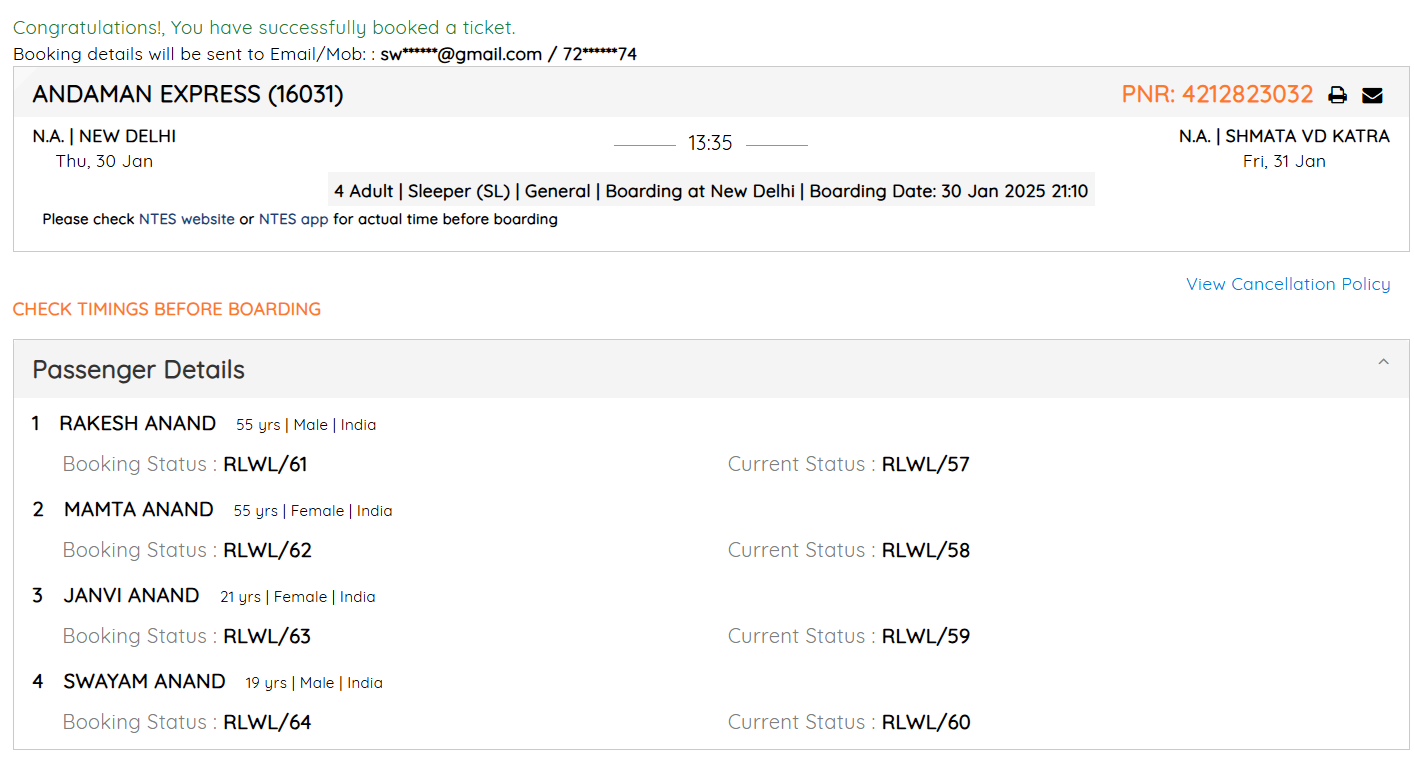 Congratulations!, You have successfully booked a ticket.
Booking details will be sent to Email/Mob: : sw******@gmail.com / 72******74
ANDAMAN EXPRESS (16031) PNR: 4212823032
N.A. | NEW DELHI 13:35 N.A. | SHMATA VD KATRA
Thu, 30 Jan Fri, 31 Jan
4 Adult | Sleeper (SL) | General | Boarding at New Delhi | Boarding Date: 30 Jan 2025 21:10
Please check NTES website or NTES app for actual time before boarding
View Cancellation Policy
CHECK TIMINGS BEFORE BOARDING
Passenger Details
1 RAKESH ANAND 55 yrs | Male | India
Booking Status : RLWL/61 Current Status : RLWL/57
2 MAMTA ANAND 55 yrs | Female | India
Booking Status : RLWL/62 Current Status : RLWL/58
3 JANVI ANAND 21 yrs | Female | India
Booking Status : RLWL/63 Current Status : RLWL/59
4 SWAYAM ANAND 19 yrs | Male | India
Booking Status : RLWL/64 Current Status : RLWL/60